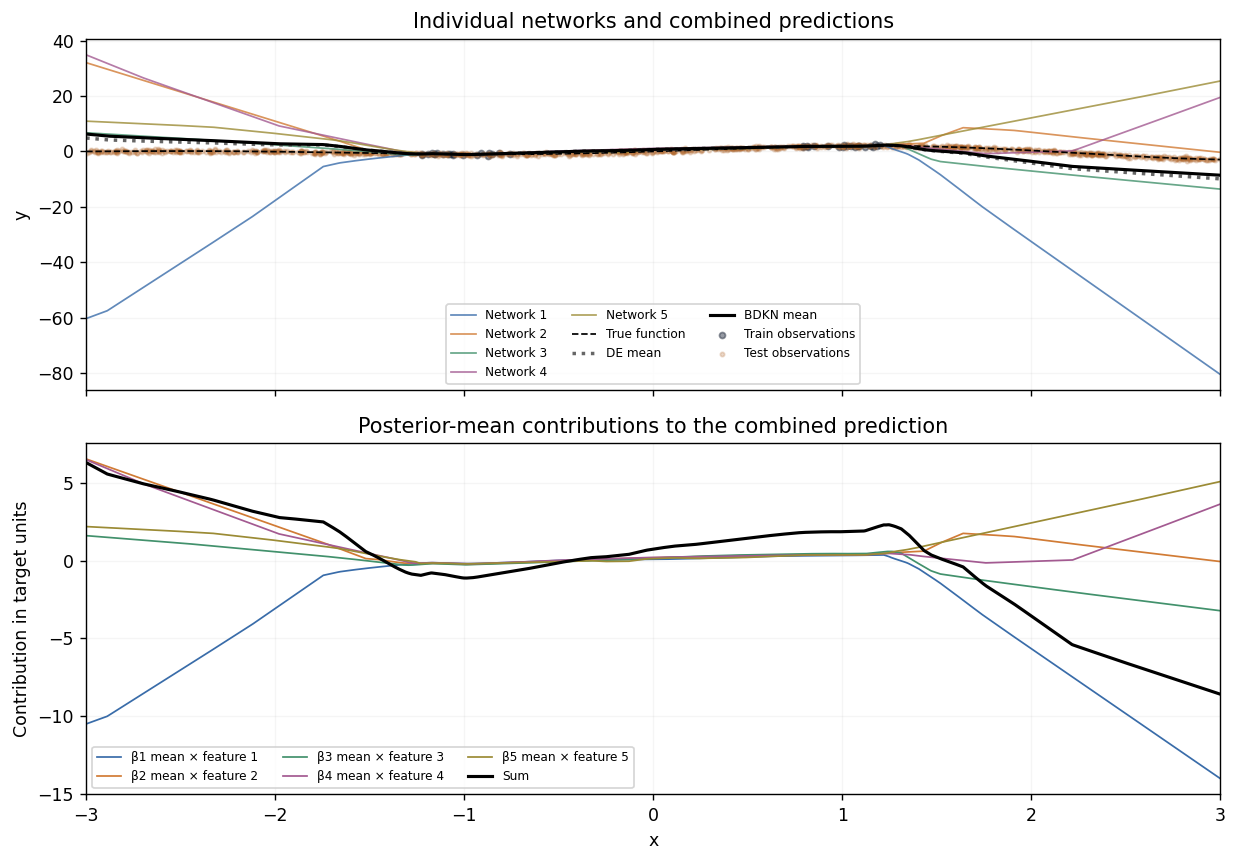 Individual networks and combined predictions
40
20
0
−20
−40
−60
−80
y
Network 1
Network 2
Network 3
Network 4
Network 5
True function
DE mean
BDKN mean
Train observations
Test observations
Posterior-mean contributions to the combined prediction
5
0
−5
−10
−15
Contribution in target units
β1 mean × feature 1
β2 mean × feature 2
β3 mean × feature 3
β4 mean × feature 4
β5 mean × feature 5
Sum
−3
−2
−1
0
1
2
3
x